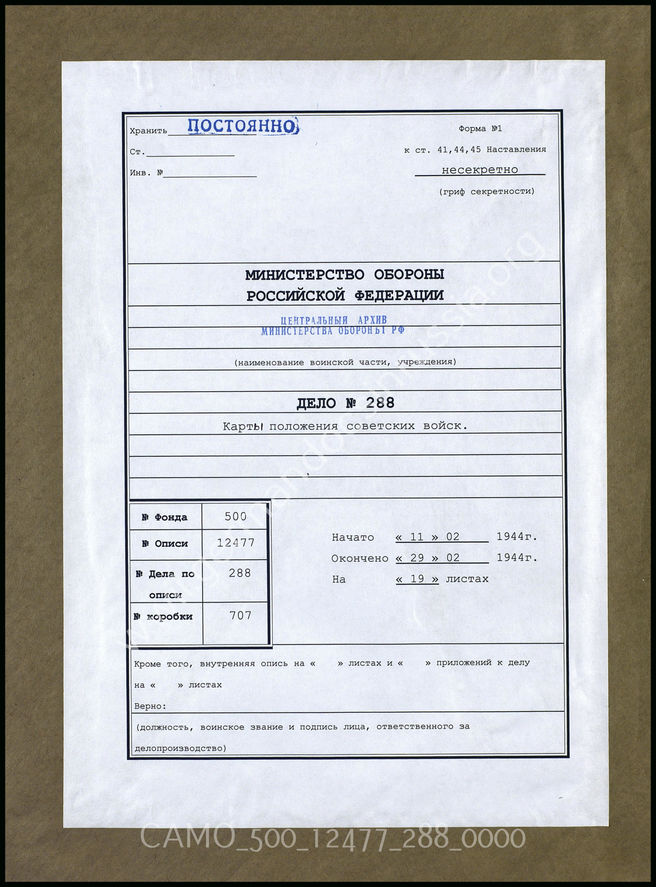 Хранить ПОСТОЯННО
Форма №1
Ст.
к ст. 41,44,45 Наставления
Инв. №
несекретно
(гриф секретности)
МИНИСТЕРСТВО ОБОРОНЫ
РОССИЙСКОЙ ФЕДЕРАЦИИ
ЦЕНТРАЛЬНЫЙ АРХИВ
МИНИСТЕРСТВА ОБОРОНЫ РФ
(наименование воинской части, учреждения)
ДЕЛО № 288
Карты положения советских войск.
№ Фонда 500
№ Описи 12477
№ Дела по описи 288
№ коробки 707
Начато « 11 » 02 1944г.
Окончено « 29 » 02 1944г.
На « 19 » листах
Кроме того, внутренняя опись на « » листах и « » приложений к делу
на « » листах
Верно:
(должность, воинское звание и подпись лица, ответственного за
делопроизводство)
CAMO_500_12477_288_0000